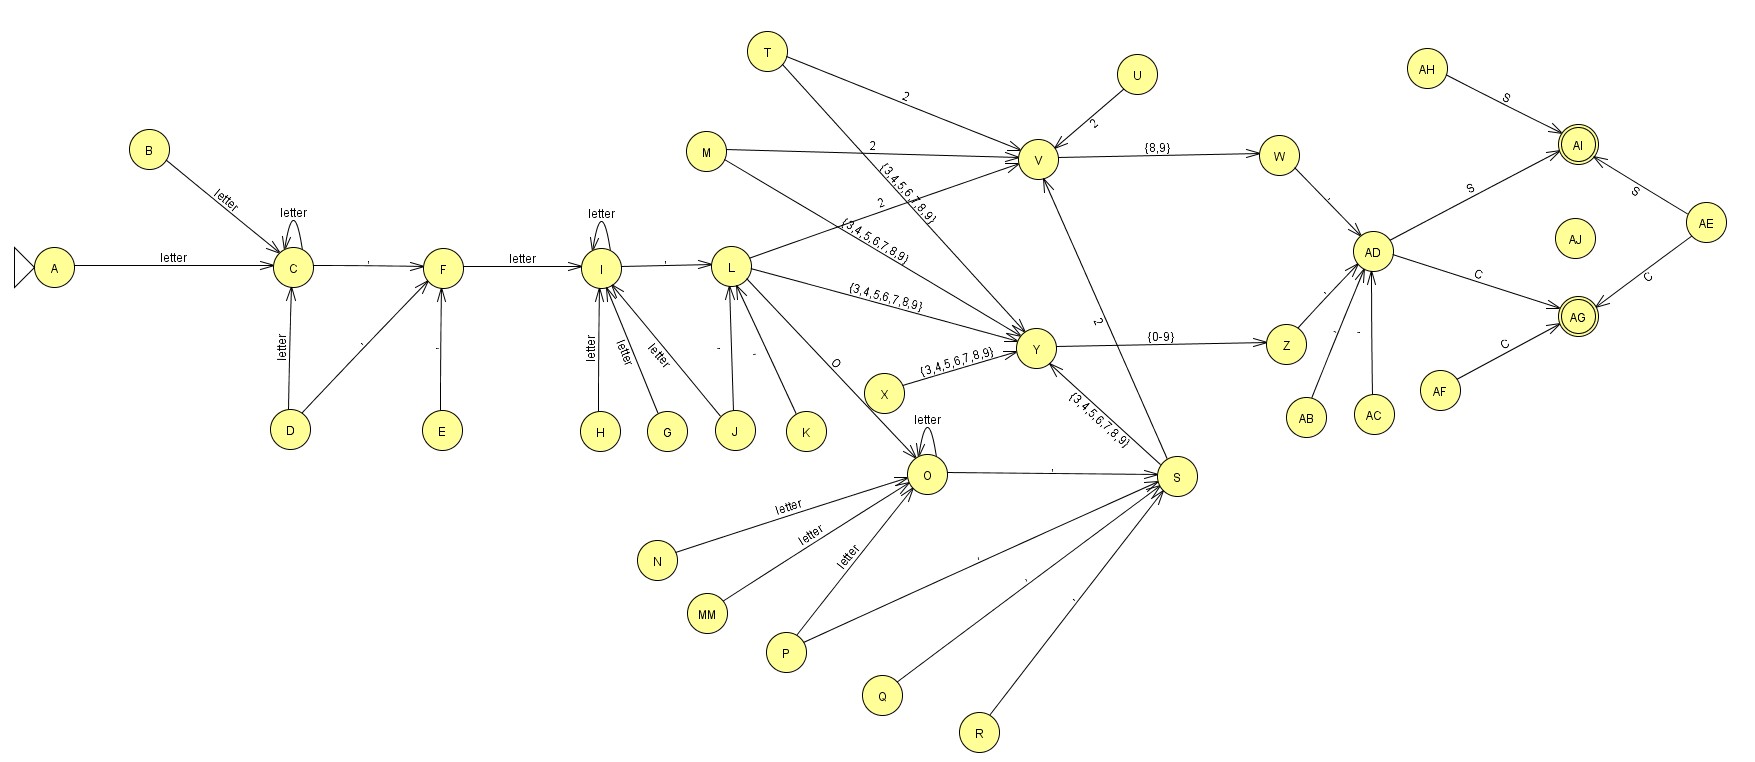 T
U
AH
2
S
2
B
M
2
V
{8,9}
W
AI
letter
{3,4,5,6,7,8,9}
S
S
letter
letter
2
,
AE
{3,4,5,6,7,8,9}
AJ
A
letter
C
,
F
letter
I
,
L
AD
C
C
{3,4,5,6,7,8,9}
,
AG
2
letter
,
,
letter
letter
letter
,
,
O
Y
{0-9}
Z
,
,
C
{3,4,5,6,7,8,9}
X
AF
{3,4,5,6,7,8,9}
letter
AB
AC
D
E
H
G
J
K
O
,
S
letter
letter
letter
N
,
,
,
MM
P
Q
R